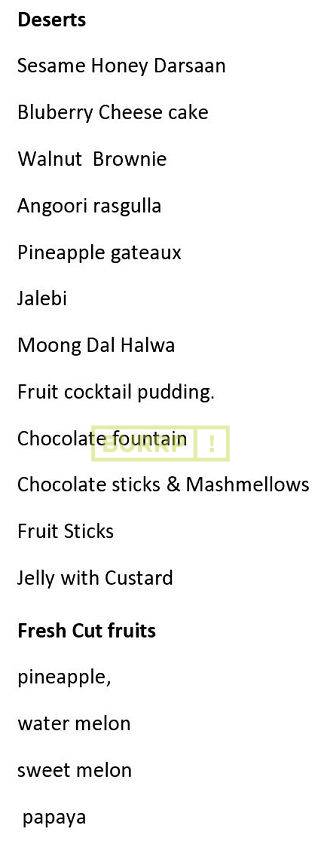 Deserts
Sesame Honey Darsaan
Bluberry Cheese cake
Walnut  Brownie
Angoori rasgulla
Pineapple gateaux
Jalebi
Moong Dal Halwa
Fruit cocktail pudding.
Chocolate fountain
BURRP !
Chocolate sticks & Mashmellows
Fruit Sticks
Jelly with Custard
Fresh Cut fruits
pineapple,
water melon
sweet melon
papaya